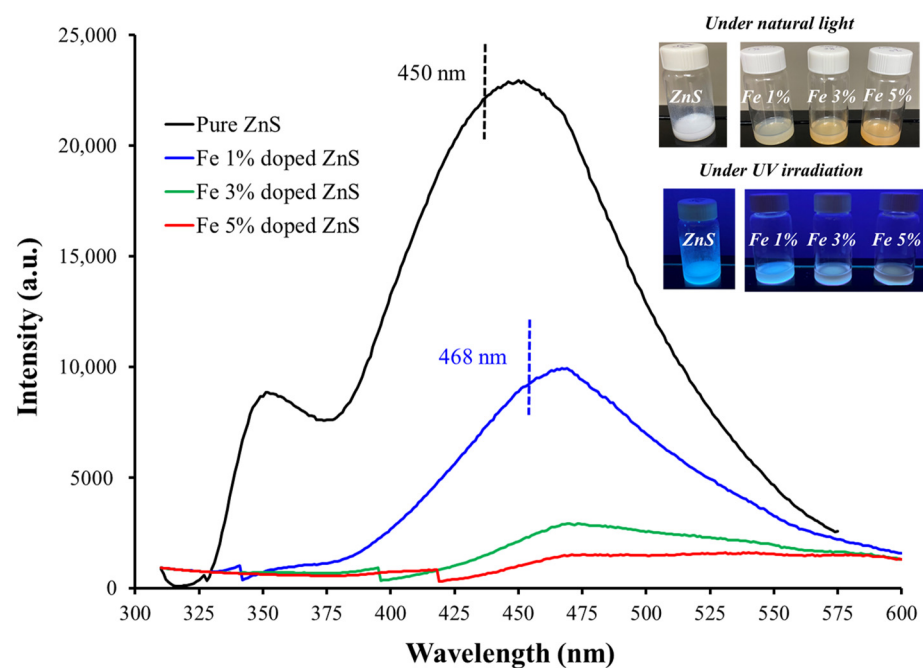 Under natural light
ZnS
Fe 1%
Fe 3%
Fe 5%
Under UV irradiation
ZnS
Fe 1%
Fe 3%
Fe 5%
25,000
20,000
15,000
10,000
5000
0
Intensity (a.u.)
450 nm
Pure ZnS
Fe 1% doped ZnS
Fe 3% doped ZnS
Fe 5% doped ZnS
468 nm
300
325
350
375
400
425
450
475
500
525
550
575
600
Wavelength (nm)